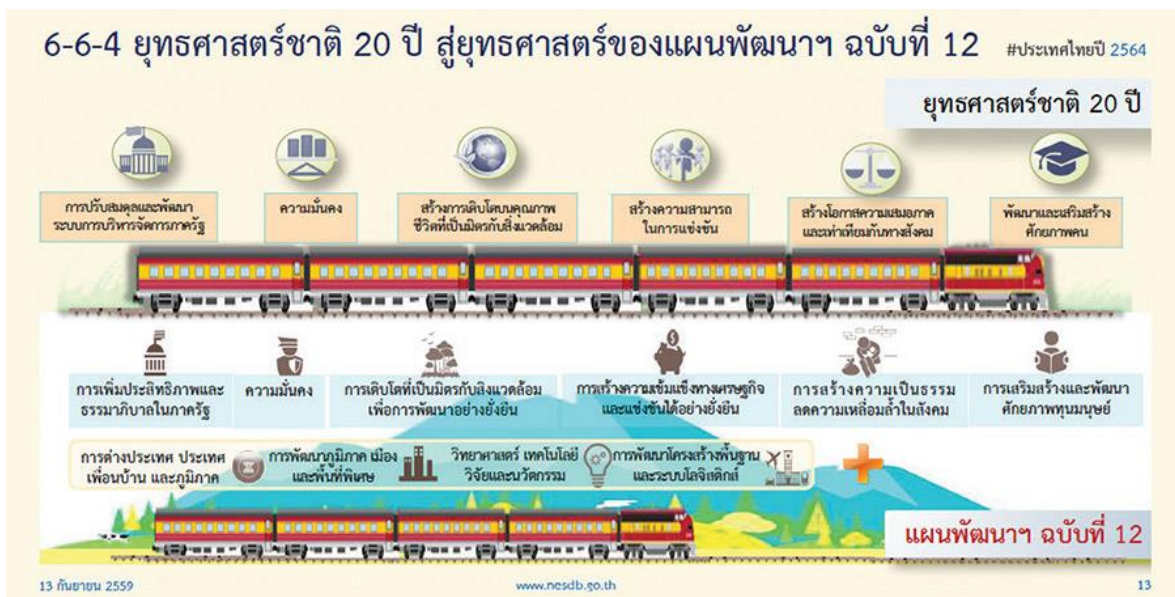 6-6-4 ยุทธศาสตร์ชาติ 20 ปี สู่ยุทธศาสตร์ของแผนพัฒนาฯ ฉบับที่ 12 #ประเทศไทยปี 2564
ยุทธศาสตร์ชาติ 20 ปี
การปรับสมดุลและพัฒนา
ระบบการบริหารจัดการภาครัฐ
ความมั่นคง
สร้างการเติบโตบนคุณภาพ
ชีวิตที่เป็นมิตรกับสิ่งแวดล้อม
สร้างความสามารถ
ในการแข่งขัน
สร้างโอกาสความเสมอภาค
และเท่าเทียมกันทางสังคม
พัฒนาและเสริมสร้าง
ศักยภาพคน
การเพิ่มประสิทธิภาพและ
ธรรมาภิบาลในภาครัฐ
ความมั่นคง
การเติบโตที่เป็นมิตรกับสิ่งแวดล้อม
เพื่อการพัฒนาอย่างยั่งยืน
การสร้างความเข้มแข็งทางเศรษฐกิจ
และแข่งขันได้อย่างยั่งยืน
การสร้างความเป็นธรรม
ลดความเหลื่อมล้ำในสังคม
การเสริมสร้างและพัฒนา
ศักยภาพทุนมนุษย์
การต่างประเทศ ประเทศ
เพื่อนบ้าน และภูมิภาค
การพัฒนาภูมิภาค เมือง
และพื้นที่พิเศษ
วิทยาศาสตร์ เทคโนโลยี
วิจัยและนวัตกรรม
การพัฒนาโครงสร้างพื้นฐาน
และระบบโลจิสติกส์
แผนพัฒนาฯ ฉบับที่ 12
13 กันยายน 2559
www.nesdb.go.th
13